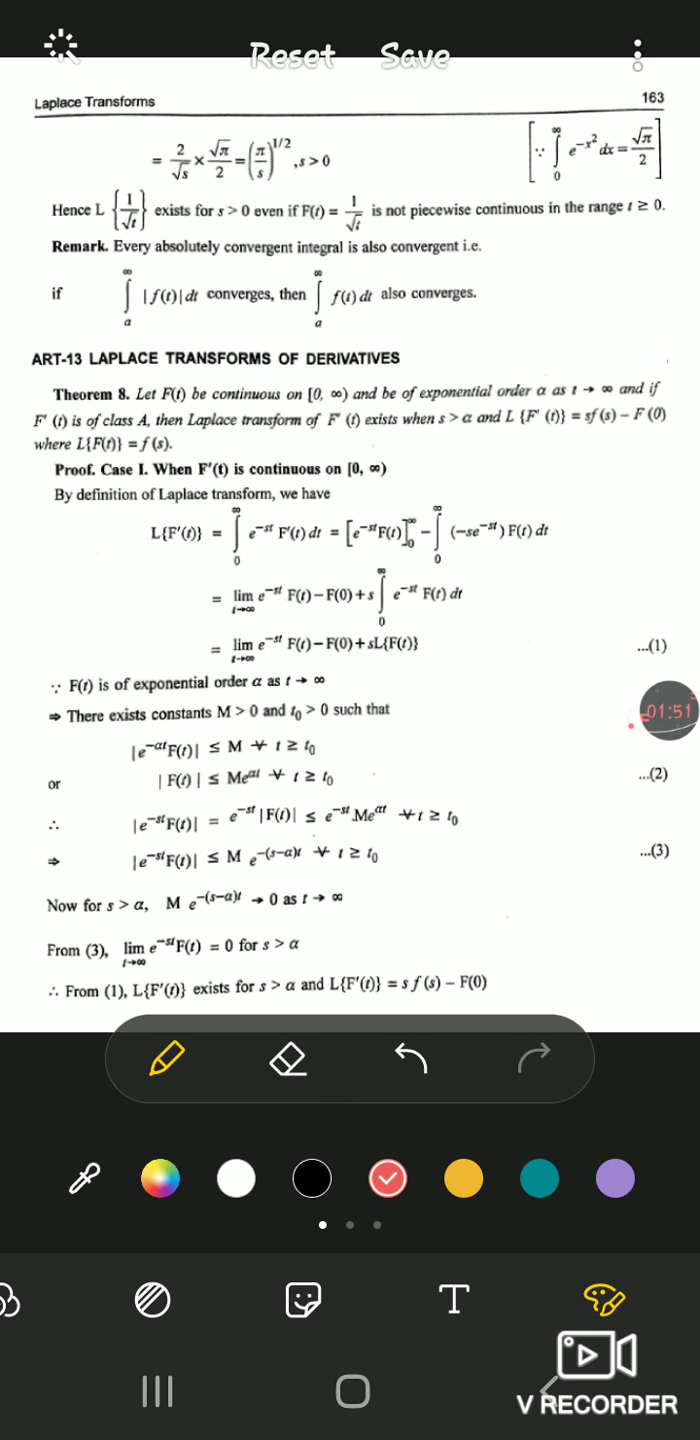 Reset Save
Laplace Transforms 163
= 2/√s × √π/2 = (π/s)^1/2 , s > 0 [∵ ∫₀^∞ e^−x² dx = √π/2]
Hence L {1/√t} exists for s > 0 even if F(t) = 1/√t is not piecewise continuous in the range t ≥ 0.
Remark. Every absolutely convergent integral is also convergent i.e.
if ∫ₐ^∞ | f(t) | dt converges, then ∫ₐ^∞ f(t) dt also converges.
ART-13 LAPLACE TRANSFORMS OF DERIVATIVES
Theorem 8. Let F(t) be continuous on [0, ∞) and be of exponential order α as t → ∞ and if
F′ (t) is of class A, then Laplace transform of F′ (t) exists when s > α and L {F′ (t)} = sf (s) – F (0)
where L{F(t)} = f (s).
Proof. Case I. When F′(t) is continuous on [0, ∞)
By definition of Laplace transform, we have
L{F′(t)} = ∫₀^∞ e^−st F′(t) dt = [e^−st F(t)]₀^∞ − ∫₀^∞ (−se^−st) F(t) dt
= lim t→∞ e^−st F(t) − F(0) + s ∫₀^∞ e^−st F(t) dt
= lim t→∞ e^−st F(t) − F(0) + sL{F(t)} ...(1)
∵ F(t) is of exponential order α as t → ∞
⇒ There exists constants M > 0 and t₀ > 0 such that
01:51
| e^−αt F(t) | ≤ M ∀ t ≥ t₀
or | F(t) | ≤ Me^αt ∀ t ≥ t₀ ...(2)
∴ | e^−st F(t) | = e^−st | F(t) | ≤ e^−st .Me^αt ∀ t ≥ t₀
⇒ | e^−st F(t) | ≤ M e^−(s−α)t ∀ t ≥ t₀ ...(3)
Now for s > α, M e^−(s−α)t → 0 as t → ∞
From (3), lim t→∞ e^−st F(t) = 0 for s > α
∴ From (1), L{F′(t)} exists for s > α and L{F′(t)} = s f (s) – F(0)
T
V RECORDER